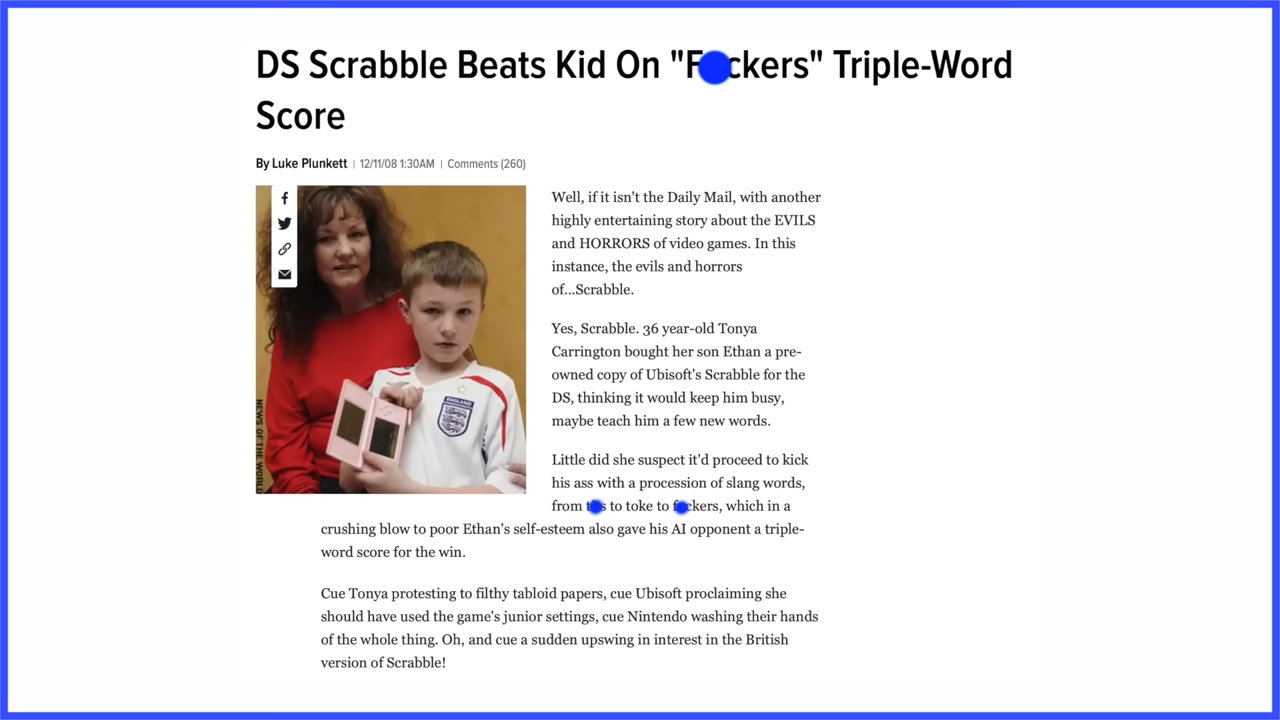 DS Scrabble Beats Kid On "F ckers" Triple-Word
Score
By Luke Plunkett | 12/11/08 1:30AM | Comments (260)
NEWS OF THE WORLD
ENGLAND
Well, if it isn't the Daily Mail, with another
highly entertaining story about the EVILS
and HORRORS of video games. In this
instance, the evils and horrors
of...Scrabble.
Yes, Scrabble. 36 year-old Tonya
Carrington bought her son Ethan a pre-
owned copy of Ubisoft's Scrabble for the
DS, thinking it would keep him busy,
maybe teach him a few new words.
Little did she suspect it'd proceed to kick
his ass with a procession of slang words,
from t s to toke to f ckers, which in a
crushing blow to poor Ethan's self-esteem also gave his AI opponent a triple-
word score for the win.
Cue Tonya protesting to filthy tabloid papers, cue Ubisoft proclaiming she
should have used the game's junior settings, cue Nintendo washing their hands
of the whole thing. Oh, and cue a sudden upswing in interest in the British
version of Scrabble!